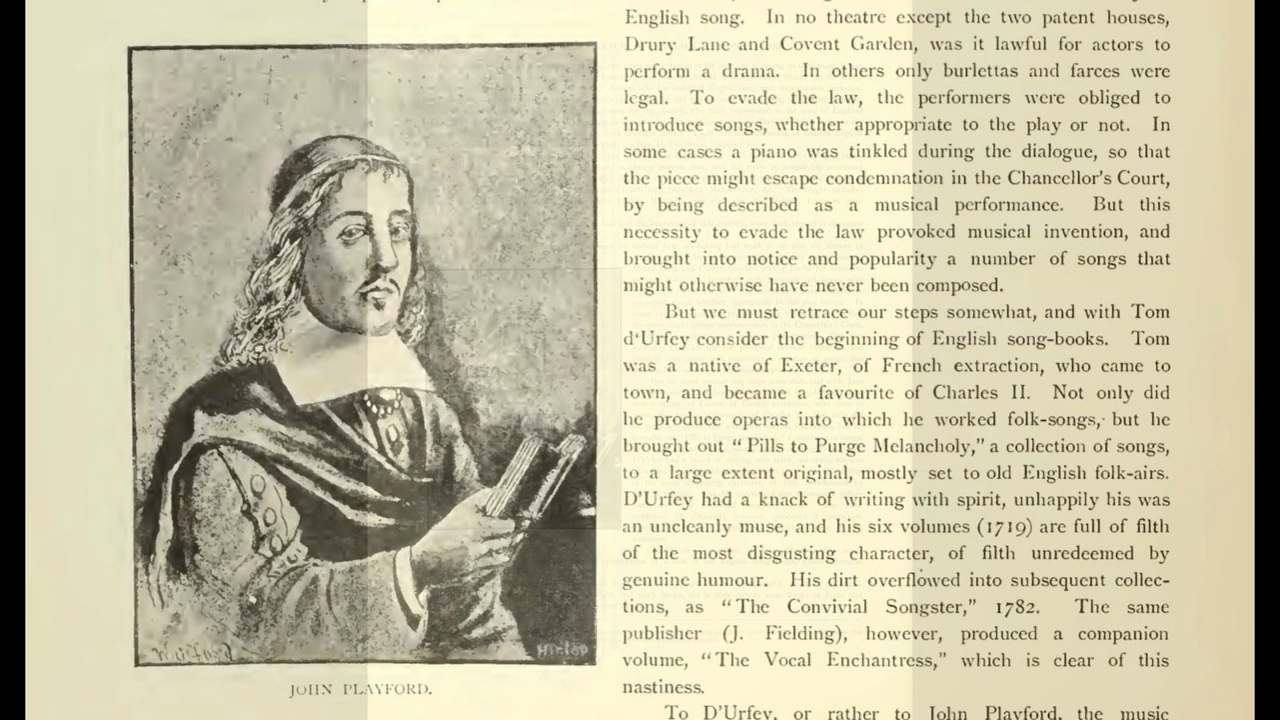 English song. In no theatre except the two patent houses,
Drury Lane and Covent Garden, was it lawful for actors to
perform a drama. In others only burlettas and farces were
legal. To evade the law, the performers were obliged to
introduce songs, whether appropriate to the play or not. In
some cases a piano was tinkled during the dialogue, so that
the piece might escape condemnation in the Chancellor's Court,
by being described as a musical performance. But this
necessity to evade the law provoked musical invention, and
brought into notice and popularity a number of songs that
might otherwise have never been composed.
But we must retrace our steps somewhat, and with Tom
d'Urfey consider the beginning of English song-books. Tom
was a native of Exeter, of French extraction, who came to
town, and became a favourite of Charles II. Not only did
he produce operas into which he worked folk-songs, but he
brought out “Pills to Purge Melancholy,” a collection of songs,
to a large extent original, mostly set to old English folk-airs.
D'Urfey had a knack of writing with spirit, unhappily his was
an uncleanly muse, and his six volumes (1719) are full of filth
of the most disgusting character, of filth unredeemed by
genuine humour. His dirt overflowed into subsequent collec-
tions, as “The Convivial Songster,” 1782. The same
publisher (J. Fielding), however, produced a companion
volume, “The Vocal Enchantress,” which is clear of this
nastiness.
To D'Urfey, or rather to John Playford, the music
JOHN PLAYFORD.